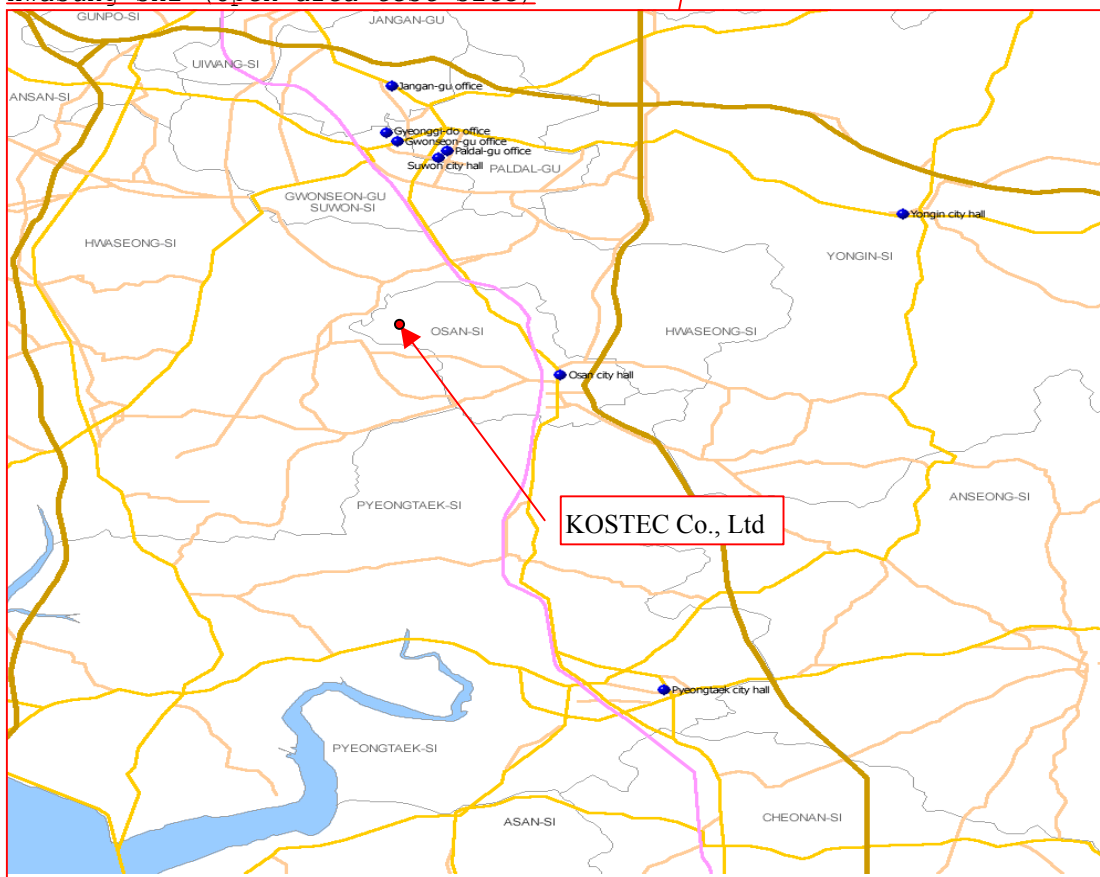 GUNPO-SI
JANGAN-GU
UIWANG-SI
ANSAN-SI
Jangan-gu office
Gyeonggi-do office
Gwonseon-gu office
Paldal-gu office
Suwon city hall
PALDAL-GU
GWONSEON-GU
SUWON-SI
Yongin city hall
HWASEONG-SI
YONGIN-SI
OSAN-SI
HWASEONG-SI
Osan city hall
ANSEONG-SI
PYEONGTAEK-SI
KOSTEC Co., Ltd
Pyeongtaek city hall
PYEONGTAEK-SI
ASAN-SI
CHEONAN-SI